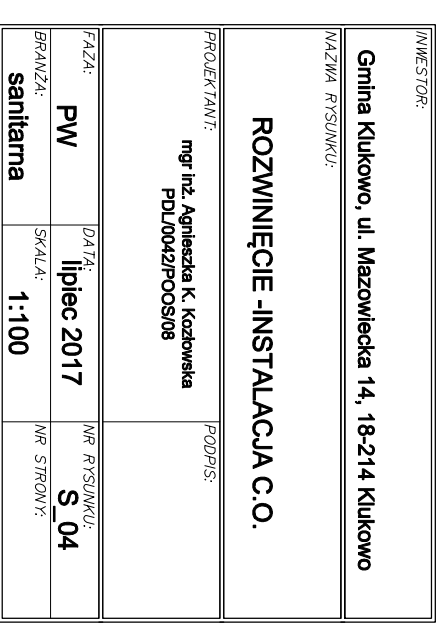 INWESTOR:
Gmina Klukowo, ul. Mazowiecka 14, 18-214 Klukowo
NAZWA RYSUNKU:
ROZWINIĘCIE -INSTALACJA C.O.
PROJEKTANT:
mgr inż. Agnieszka K. Kozłowska
PDL/0042/POOS/08
PODPIS:
FAZA:
PW
DATA:
lipiec 2017
NR RYSUNKU:
S_04
BRANŻA:
sanitarna
SKALA:
1:100
NR STRONY: